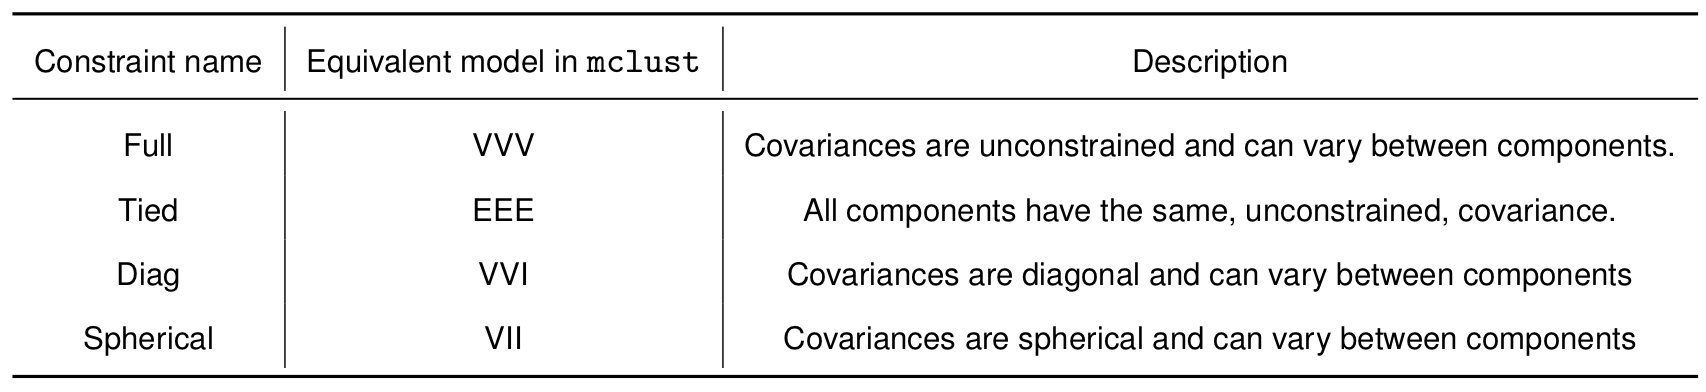 Constraint name Equivalent model in mclust Description
Full VVV Covariances are unconstrained and can vary between components.
Tied EEE All components have the same, unconstrained, covariance.
Diag VVI Covariances are diagonal and can vary between components
Spherical VII Covariances are spherical and can vary between components